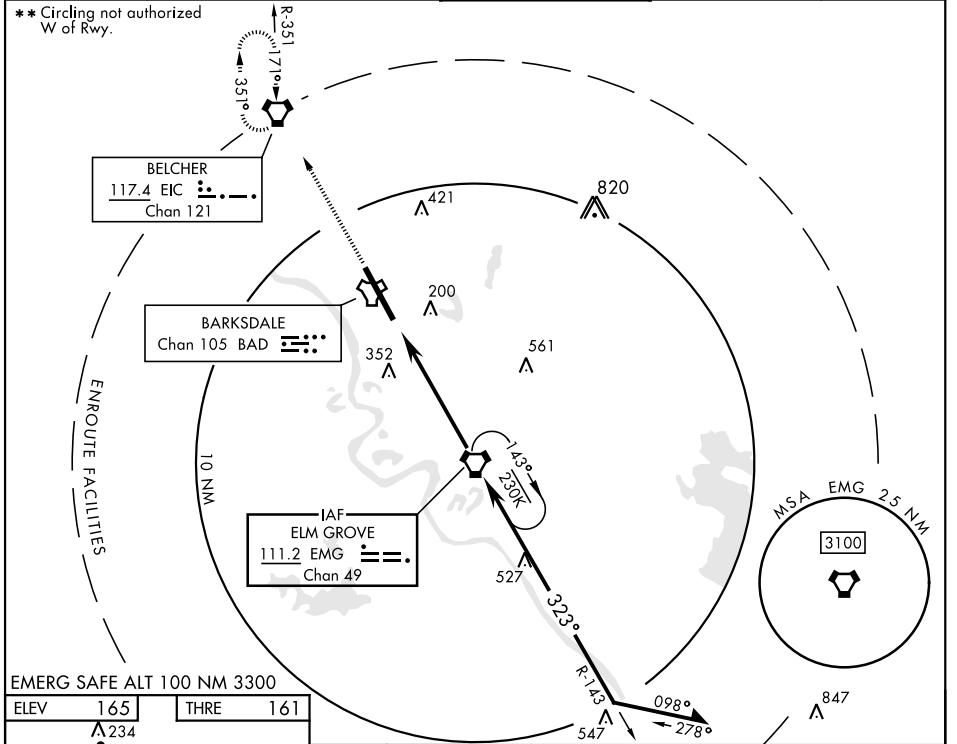 ** Circling not authorized
W of Rwy.
R-351
171°
351°
BELCHER
117.4 EIC
Chan 121
421
820
BARKSDALE
Chan 105 BAD
200
352
561
ENROUTE FACILITIES
10 NM
143°
230K
IAF
ELM GROVE
111.2 EMG
Chan 49
527
323°
MSA EMG 25 NM
3100
R-143
098°
278°
547
847
EMERG SAFE ALT 100 NM 3300
ELEV 165
THRE 161
234